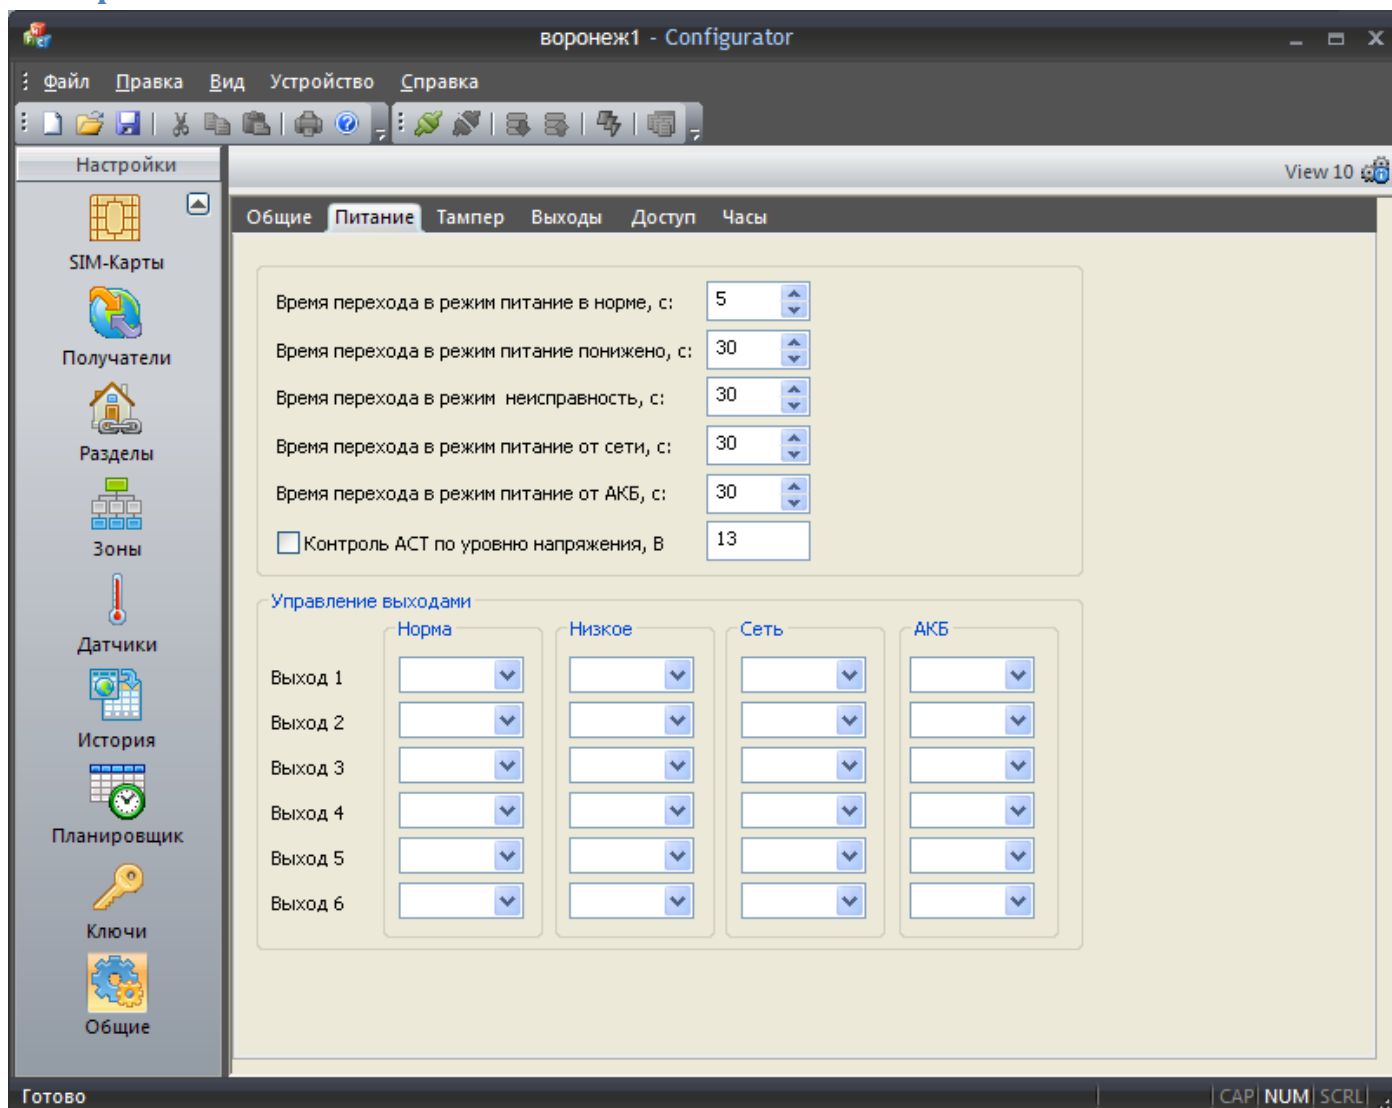 воронеж1 - Configurator
Файл Правка Вид Устройство Справка
Настройки
View 10
Общие Питание Тампер Выходы Доступ Часы
SIM-Карты
Получатели
Разделы
Зоны
Датчики
История
Планировщик
Ключи
Общие
Время перехода в режим питание в норме, с: 5
Время перехода в режим питание понижено, с: 30
Время перехода в режим неисправность, с: 30
Время перехода в режим питание от сети, с: 30
Время перехода в режим питание от АКБ, с: 30
Контроль АСТ по уровню напряжения, В 13
Управление выходами
Норма Низкое Сеть АКБ
Выход 1
Выход 2
Выход 3
Выход 4
Выход 5
Выход 6
Готово CAP NUM SCRL